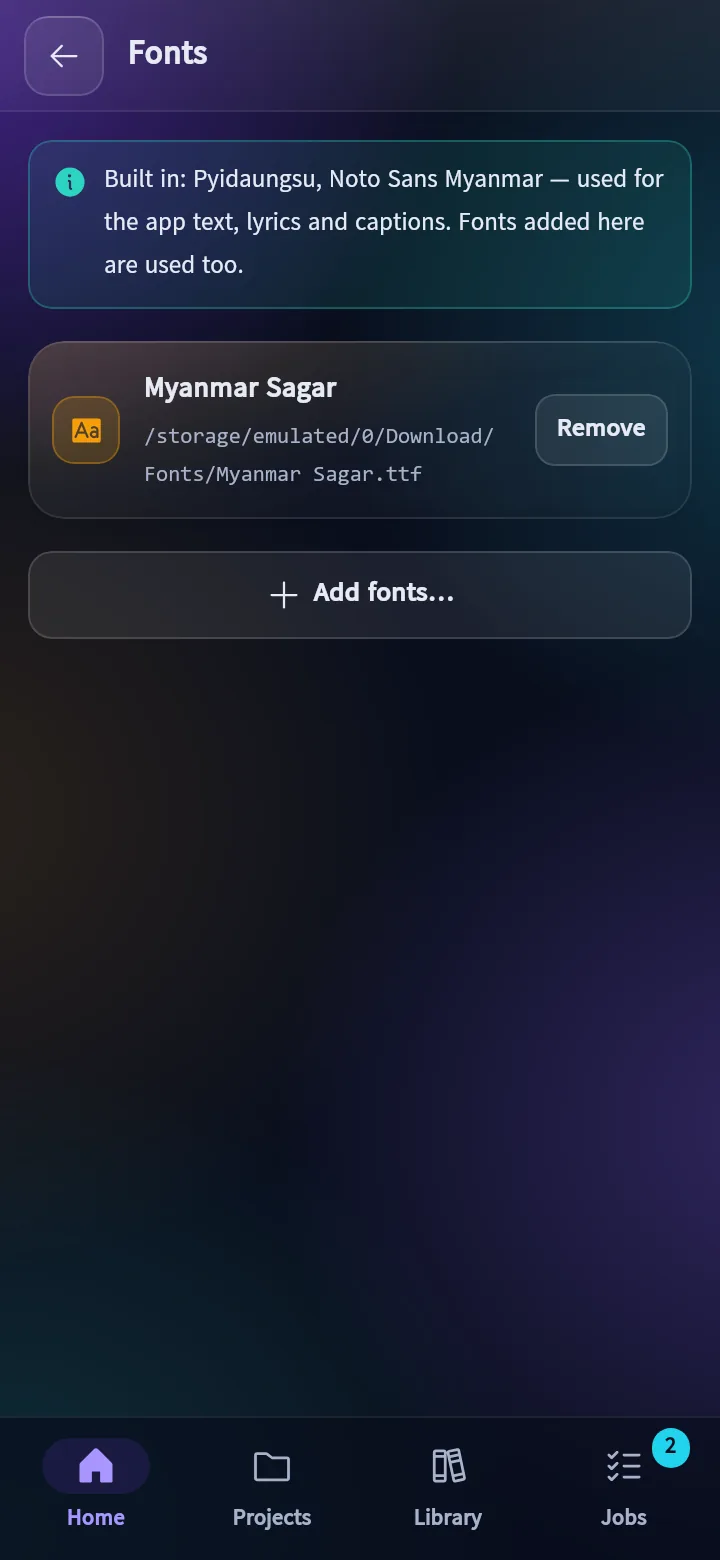 Fonts
Built in: Pyidaungsu, Noto Sans Myanmar — used for
the app text, lyrics and captions. Fonts added here
are used too.
Aa
Myanmar Sagar
/storage/emulated/0/Download/
Fonts/Myanmar Sagar.ttf
Remove
Add fonts...
2
Home
Projects
Library
Jobs